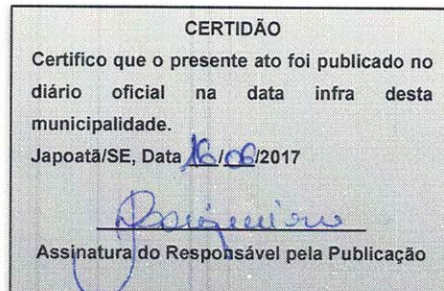 CERTIDÃO
Certifico que o presente ato foi publicado no
diário oficial na data infra desta
municipalidade.
Japoatã/SE, Data 16/06/2017
Assinatura do Responsável pela Publicação